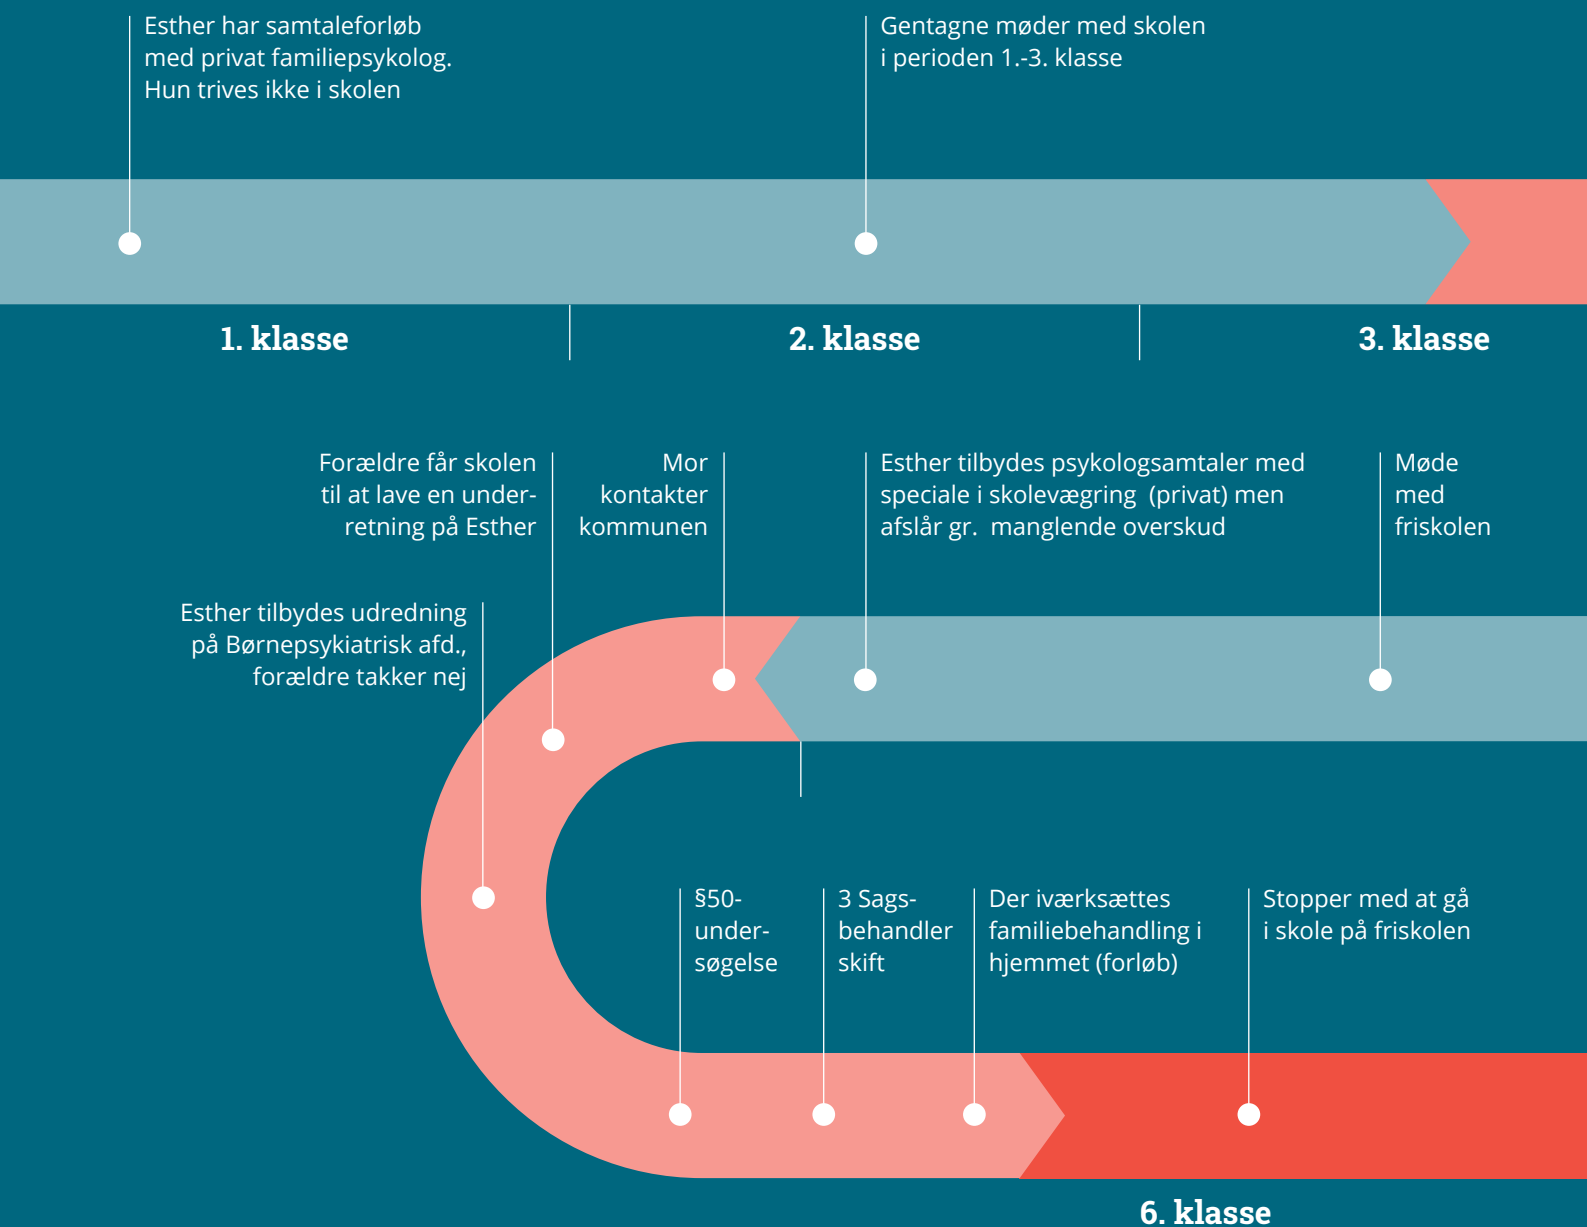 Esther har samtaleforløb
med privat familiepsykolog.
Hun trives ikke i skolen
Gentagne møder med skolen
i perioden 1.-3. klasse
1. klasse
2. klasse
3. klasse
Forældre får skolen
til at lave en under-
retning på Esther
Mor
kontakter
kommunen
Esther tilbydes psykologsamtaler med
speciale i skolevægring (privat) men
afslår gr. manglende overskud
Møde
med
friskolen
Esther tilbydes udredning
på Børnepsykiatrisk afd.,
forældre takker nej
§50-
under-
søgelse
3 Sags-
behandler
skift
Der iværksættes
familiebehandling i
hjemmet (forløb)
Stopper med at gå
i skole på friskolen
6. klasse